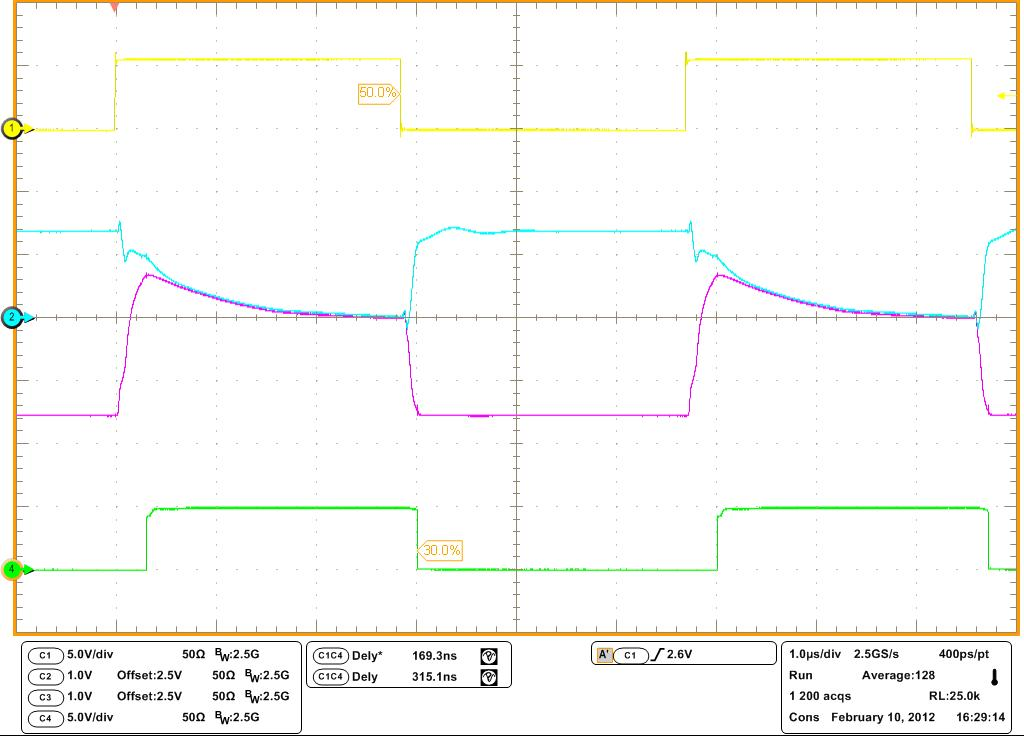 50.0%
1
2
30.0%
4
C1 5.0V/div 50Ω BW:2.5G
C2 1.0V Offset:2.5V 50Ω BW:2.5G
C3 1.0V Offset:2.5V 50Ω BW:2.5G
C4 5.0V/div 50Ω BW:2.5G
C1C4 Dely* 169.3ns
C1C4 Dely 315.1ns
A' C1 2.6V
1.0µs/div 2.5GS/s 400ps/pt
Run Average:128
1 200 acqs RL:25.0k
Cons February 10, 2012 16:29:14